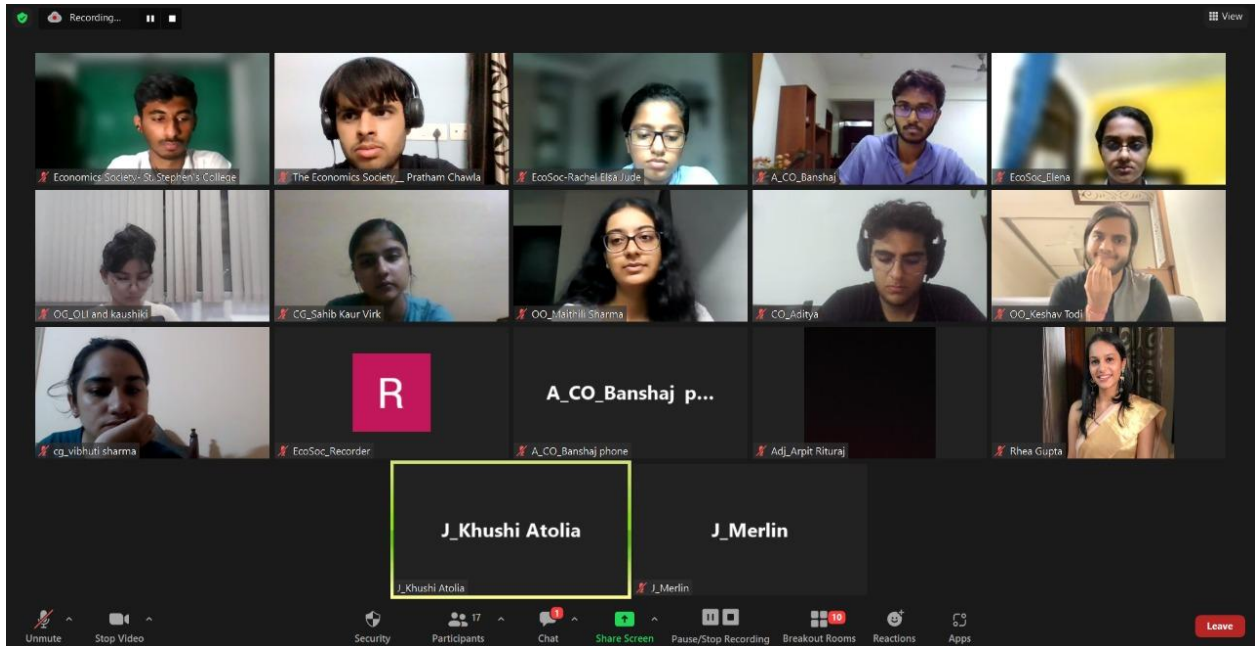 Recording...
View
Economics Society- St. Stephen's College
The Economics Society__ Pratham Chawla
EcoSoc-Rachel Elsa Jude
A_CO_Banshaj
EcoSoc_Elena
OG_OLI and kaushiki
CG_Sahib Kaur Virk
OO_Maithili Sharma
CO_Aditya
OO_Keshav Todi
cg_vibhuti sharma
R
EcoSoc_Recorder
A_CO_Banshaj p...
A_CO_Banshaj phone
Adj_Arpit Rituraj
Rhea Gupta
J_Khushi Atolia
J_Khushi Atolia
J_Merlin
J_Merlin
Unmute
Stop Video
Security
17
Participants
1
Chat
Share Screen
Pause/Stop Recording
10
Breakout Rooms
Reactions
Apps
Leave